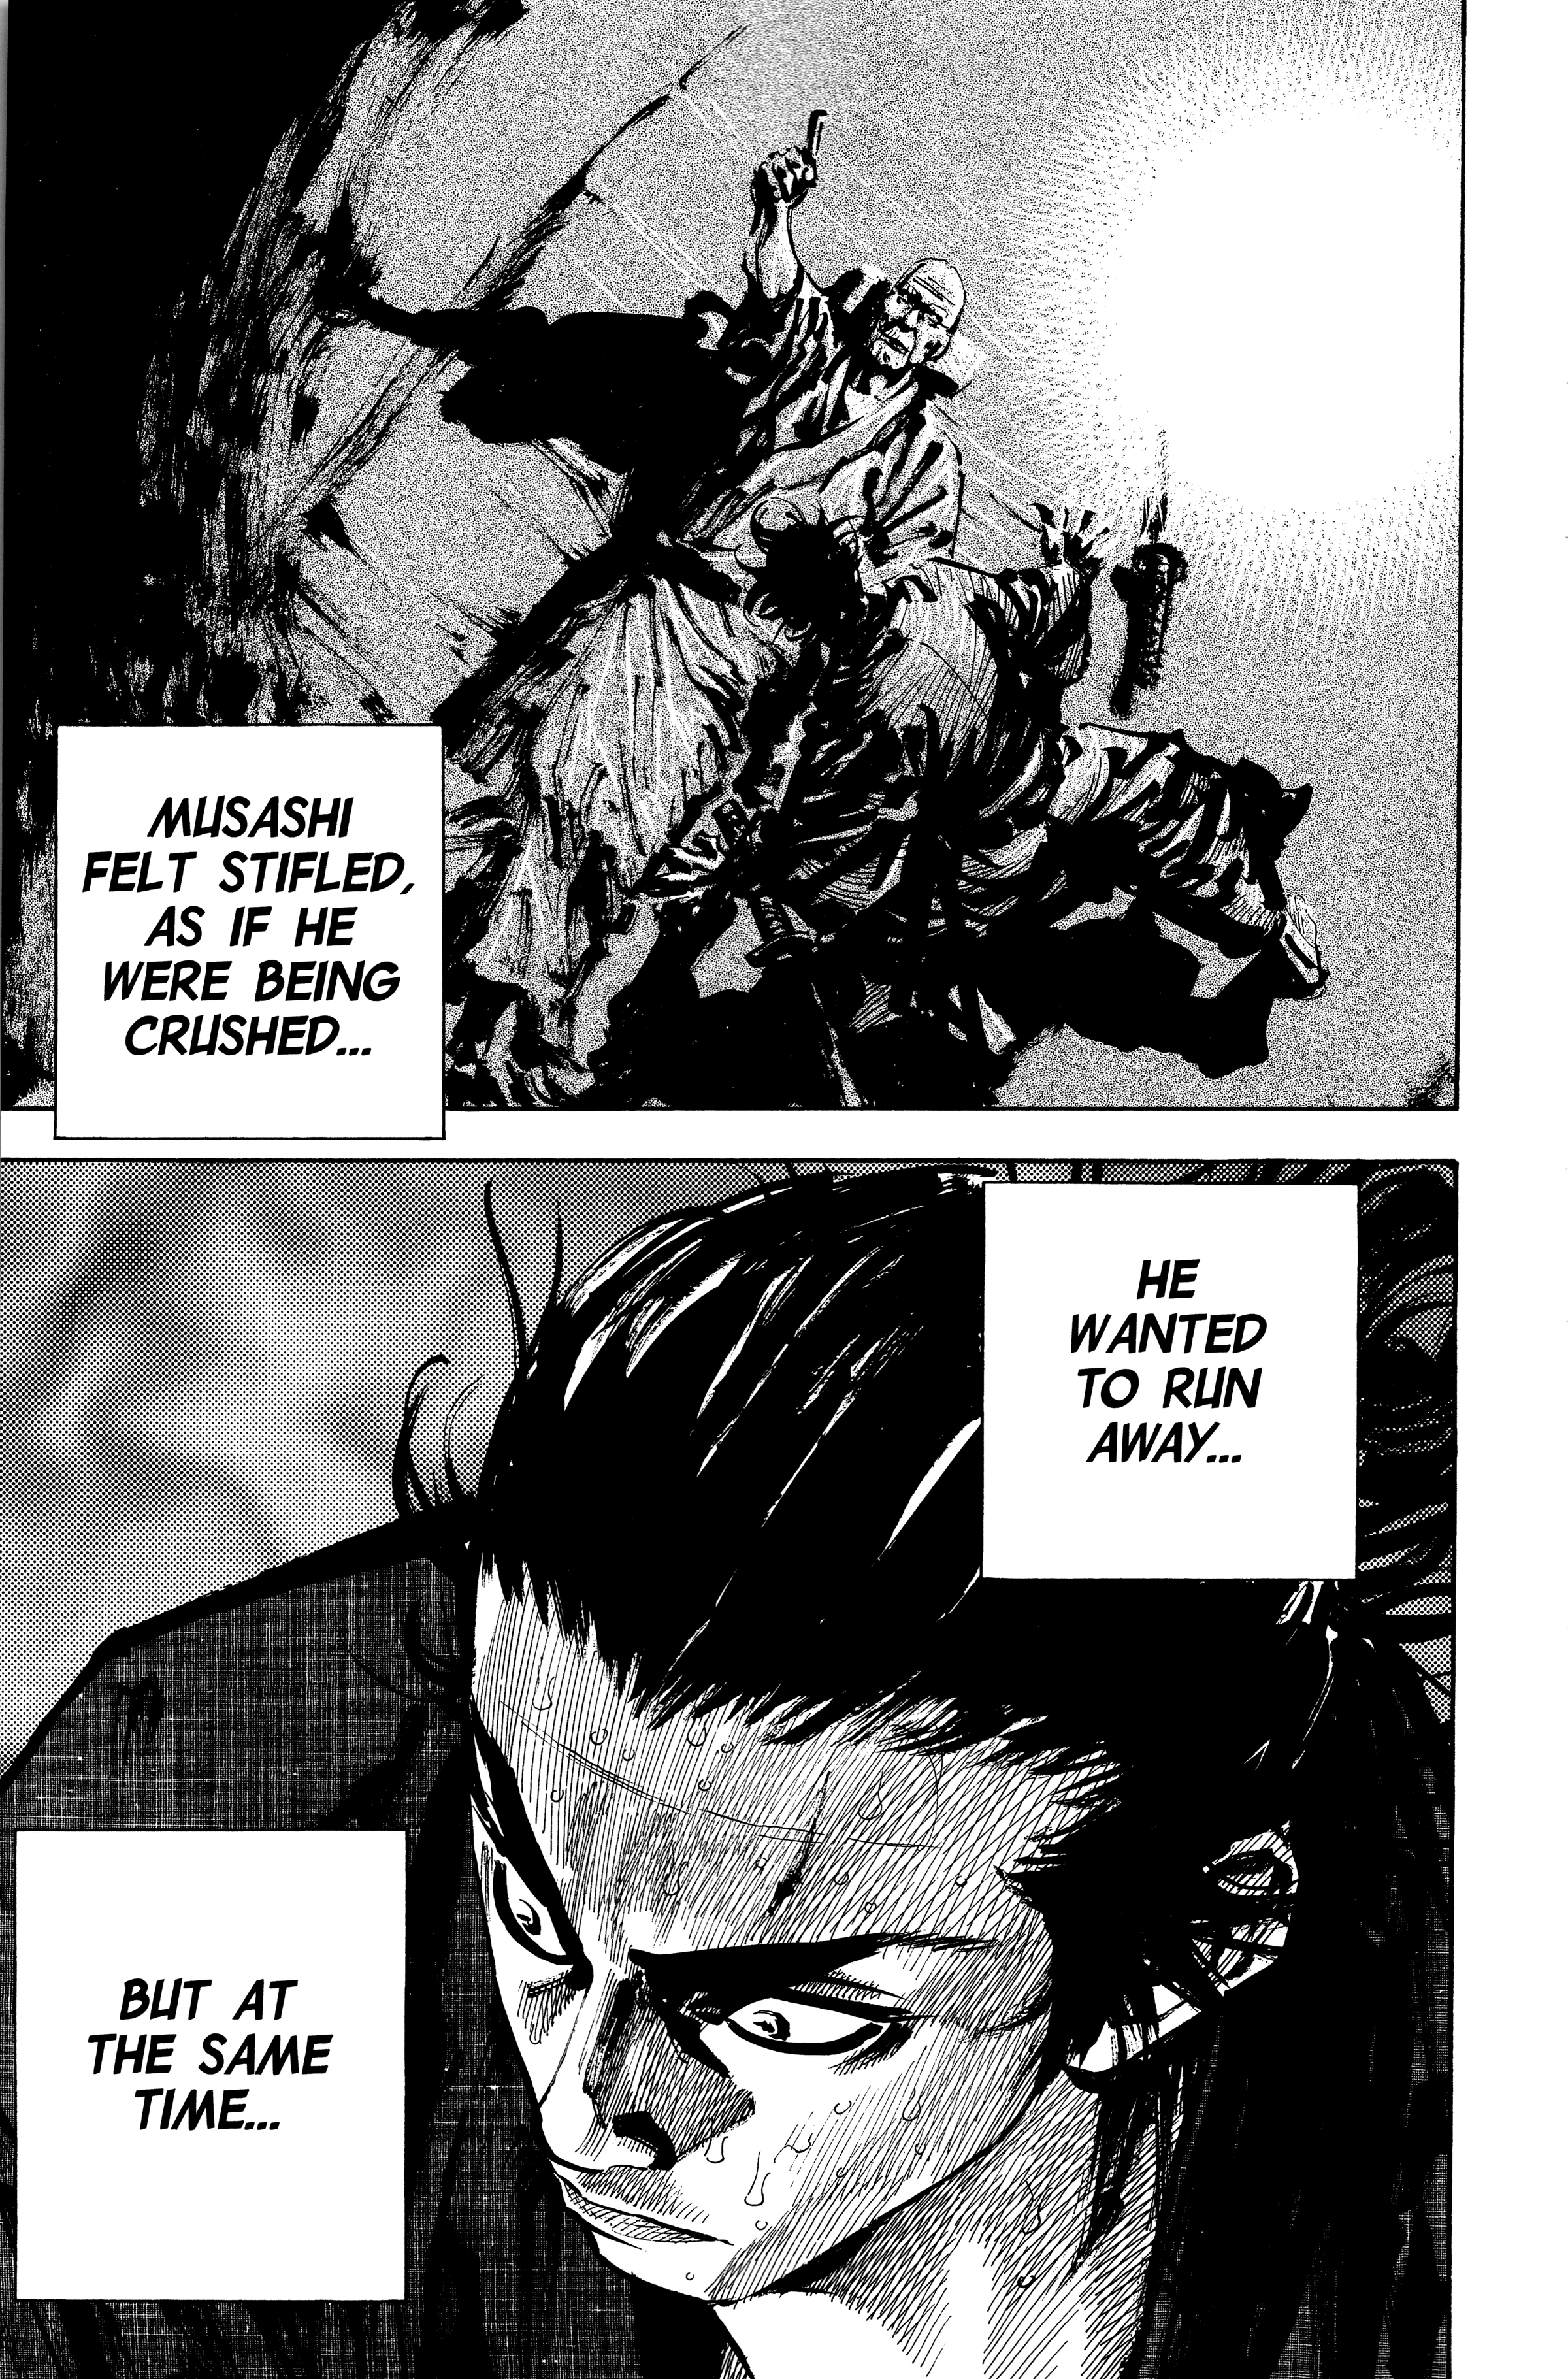 MUSASHI
FELT STIFLED,
AS IF HE
WERE BEING
CRUSHED...
HE
WANTED
TO RUN
AWAY...
BUT AT
THE SAME
TIME...